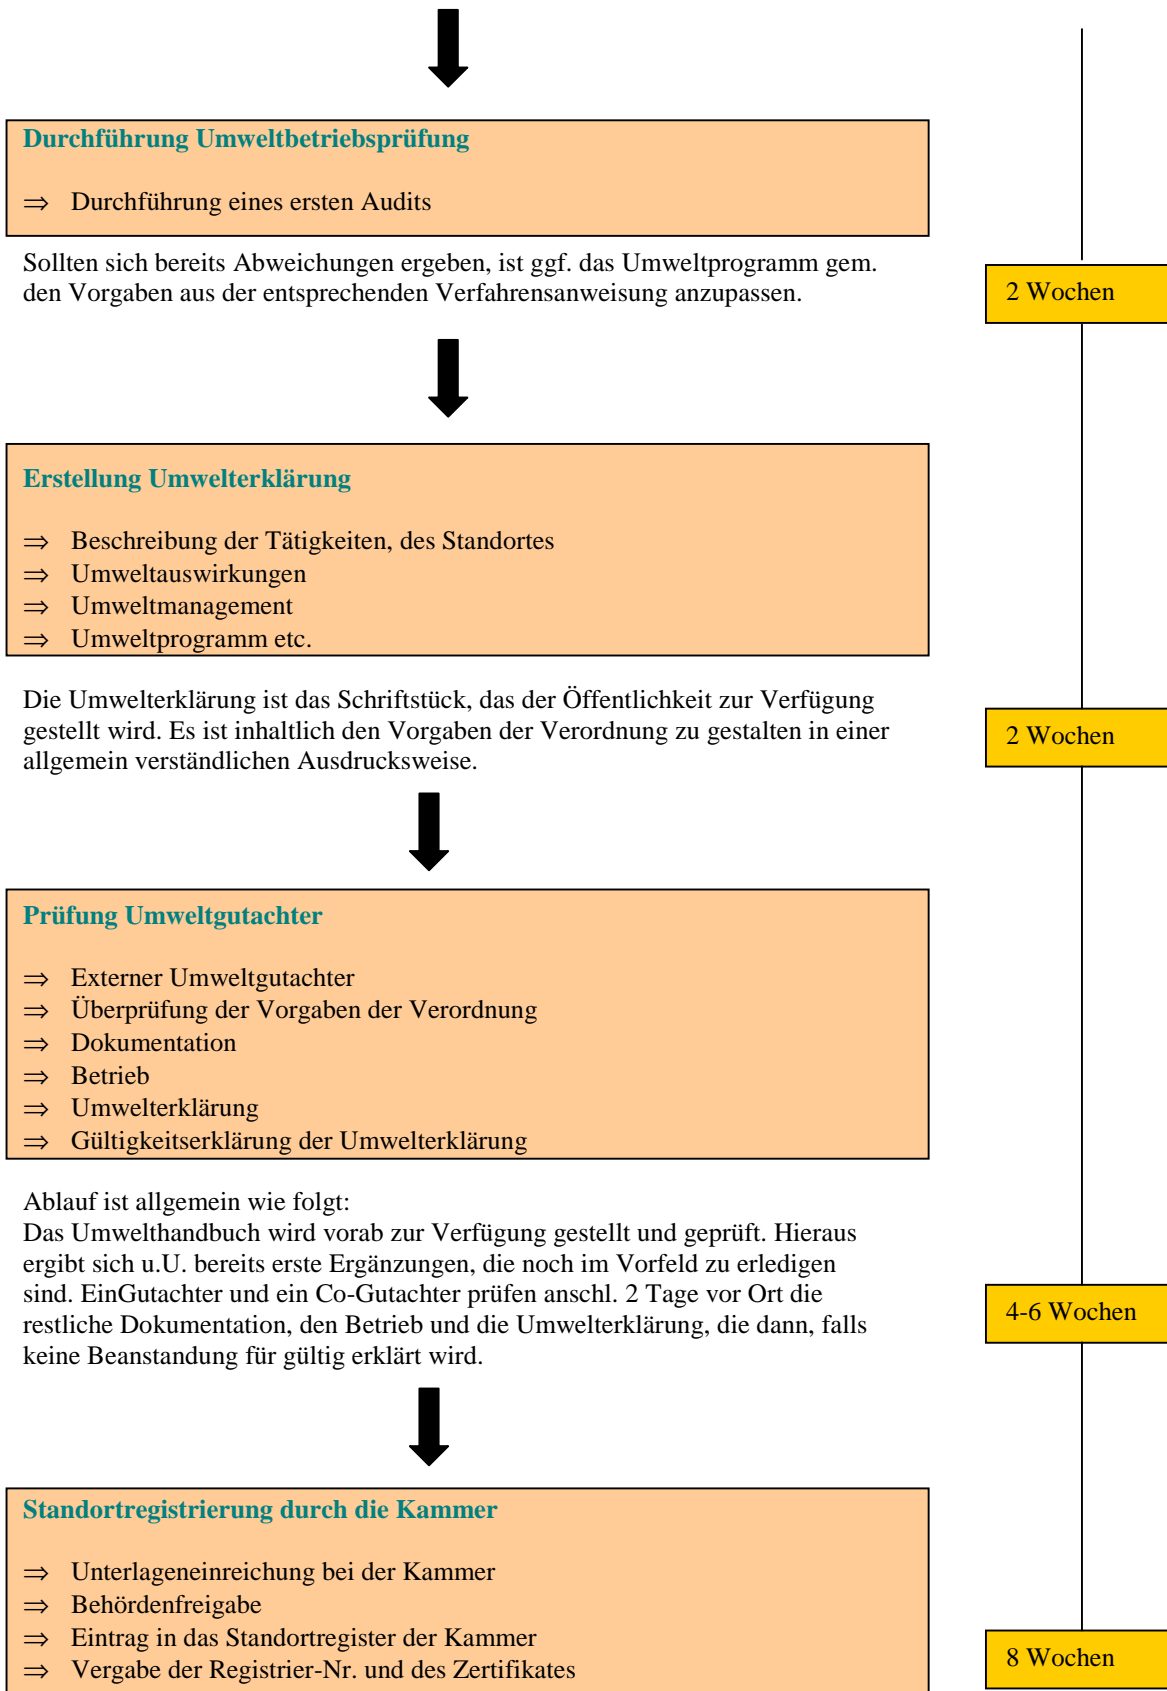 Durchführung Umweltbetriebsprüfung
⇒ Durchführung eines ersten Audits
Sollten sich bereits Abweichungen ergeben, ist ggf. das Umweltprogramm gem.
den Vorgaben aus der entsprechenden Verfahrensanweisung anzupassen.
2 Wochen
Erstellung Umwelterklärung
⇒ Beschreibung der Tätigkeiten, des Standortes
⇒ Umweltauswirkungen
⇒ Umweltmanagement
⇒ Umweltprogramm etc.
Die Umwelterklärung ist das Schriftstück, das der Öffentlichkeit zur Verfügung
gestellt wird. Es ist inhaltlich den Vorgaben der Verordnung zu gestalten in einer
allgemein verständlichen Ausdrucksweise.
2 Wochen
Prüfung Umweltgutachter
⇒ Externer Umweltgutachter
⇒ Überprüfung der Vorgaben der Verordnung
⇒ Dokumentation
⇒ Betrieb
⇒ Umwelterklärung
⇒ Gültigkeitserklärung der Umwelterklärung
Ablauf ist allgemein wie folgt:
Das Umwelthandbuch wird vorab zur Verfügung gestellt und geprüft. Hieraus
ergibt sich u.U. bereits erste Ergänzungen, die noch im Vorfeld zu erledigen
sind. EinGutachter und ein Co-Gutachter prüfen anschl. 2 Tage vor Ort die
restliche Dokumentation, den Betrieb und die Umwelterklärung, die dann, falls
keine Beanstandung für gültig erklärt wird.
4-6 Wochen
Standortregistrierung durch die Kammer
⇒ Unterlageneinreichung bei der Kammer
⇒ Behördenfreigabe
⇒ Eintrag in das Standortregister der Kammer
⇒ Vergabe der Registrier-Nr. und des Zertifikates
8 Wochen